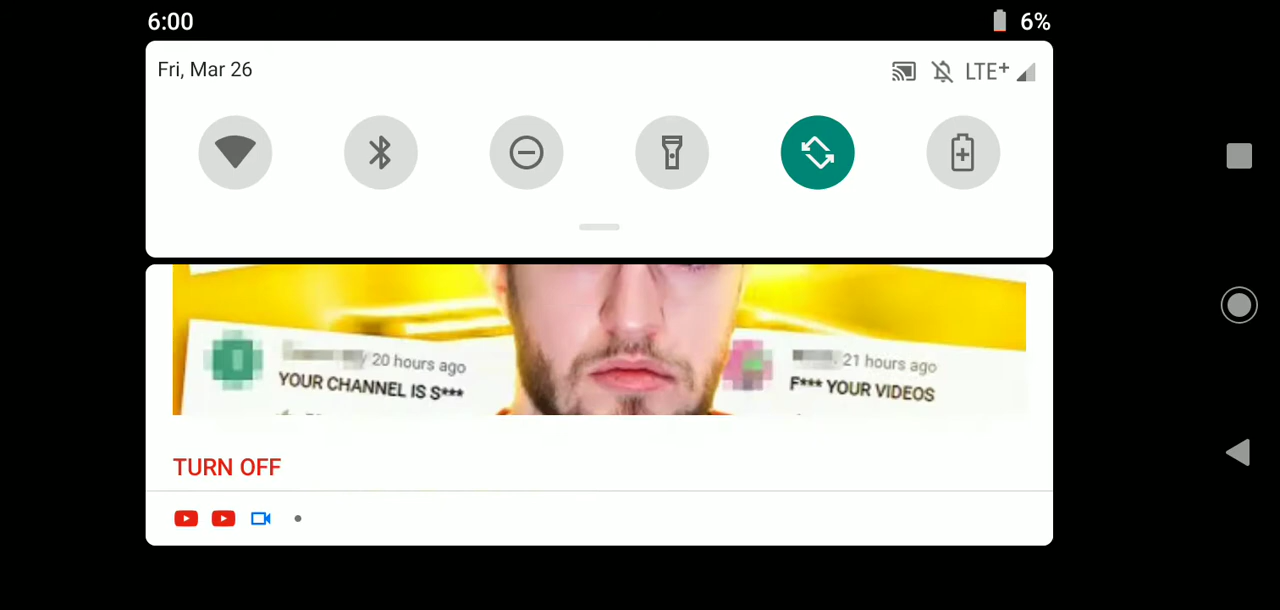 6:00
6%
Fri, Mar 26
LTE+
20 hours ago
YOUR CHANNEL IS S***
21 hours ago
F*** YOUR VIDEOS
TURN OFF